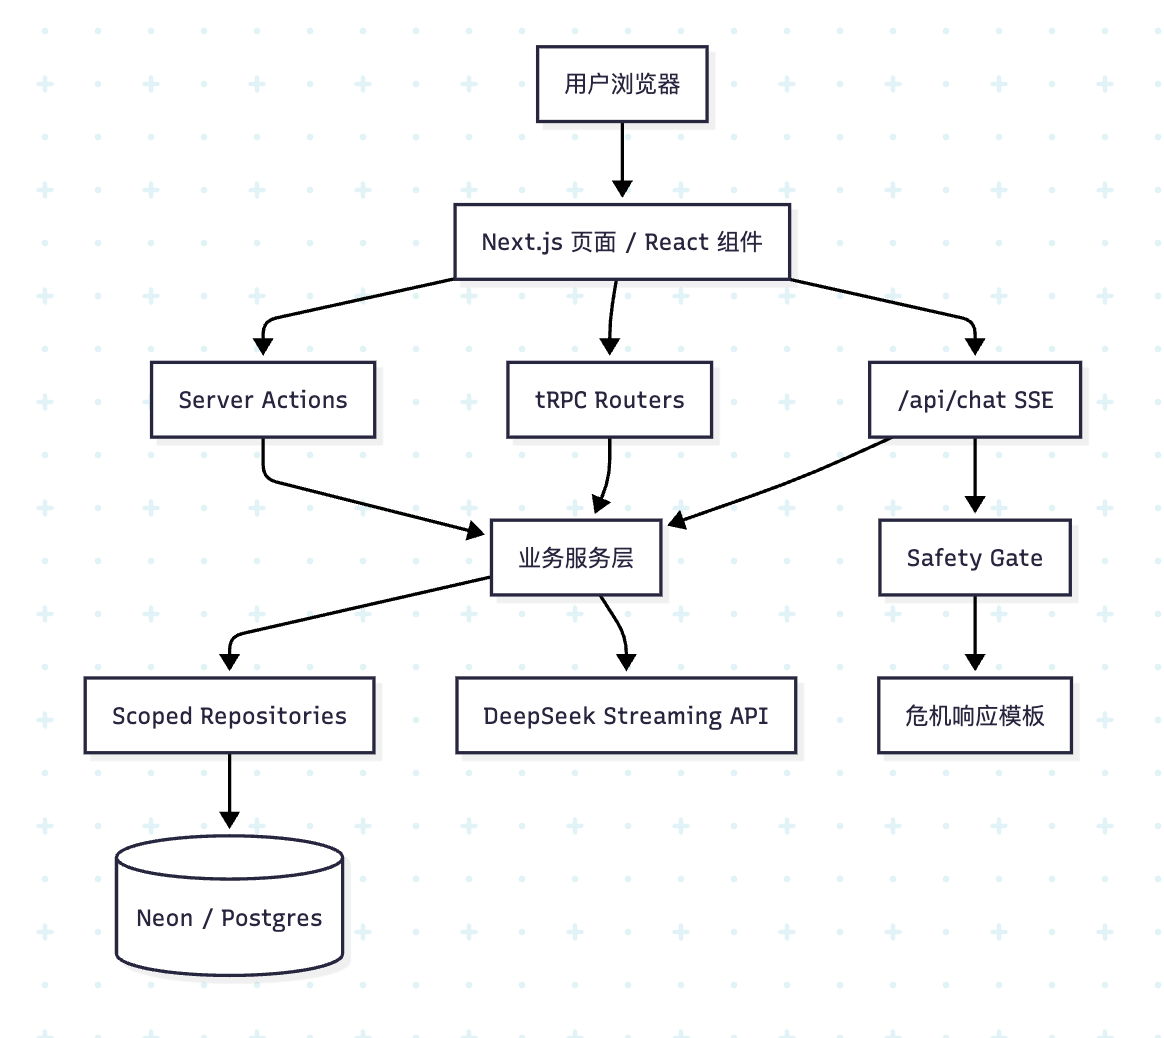 用户浏览器
Next.js 页面 / React 组件
Server Actions
tRPC Routers
/api/chat SSE
业务服务层
Safety Gate
Scoped Repositories
DeepSeek Streaming API
危机响应模板
Neon / Postgres